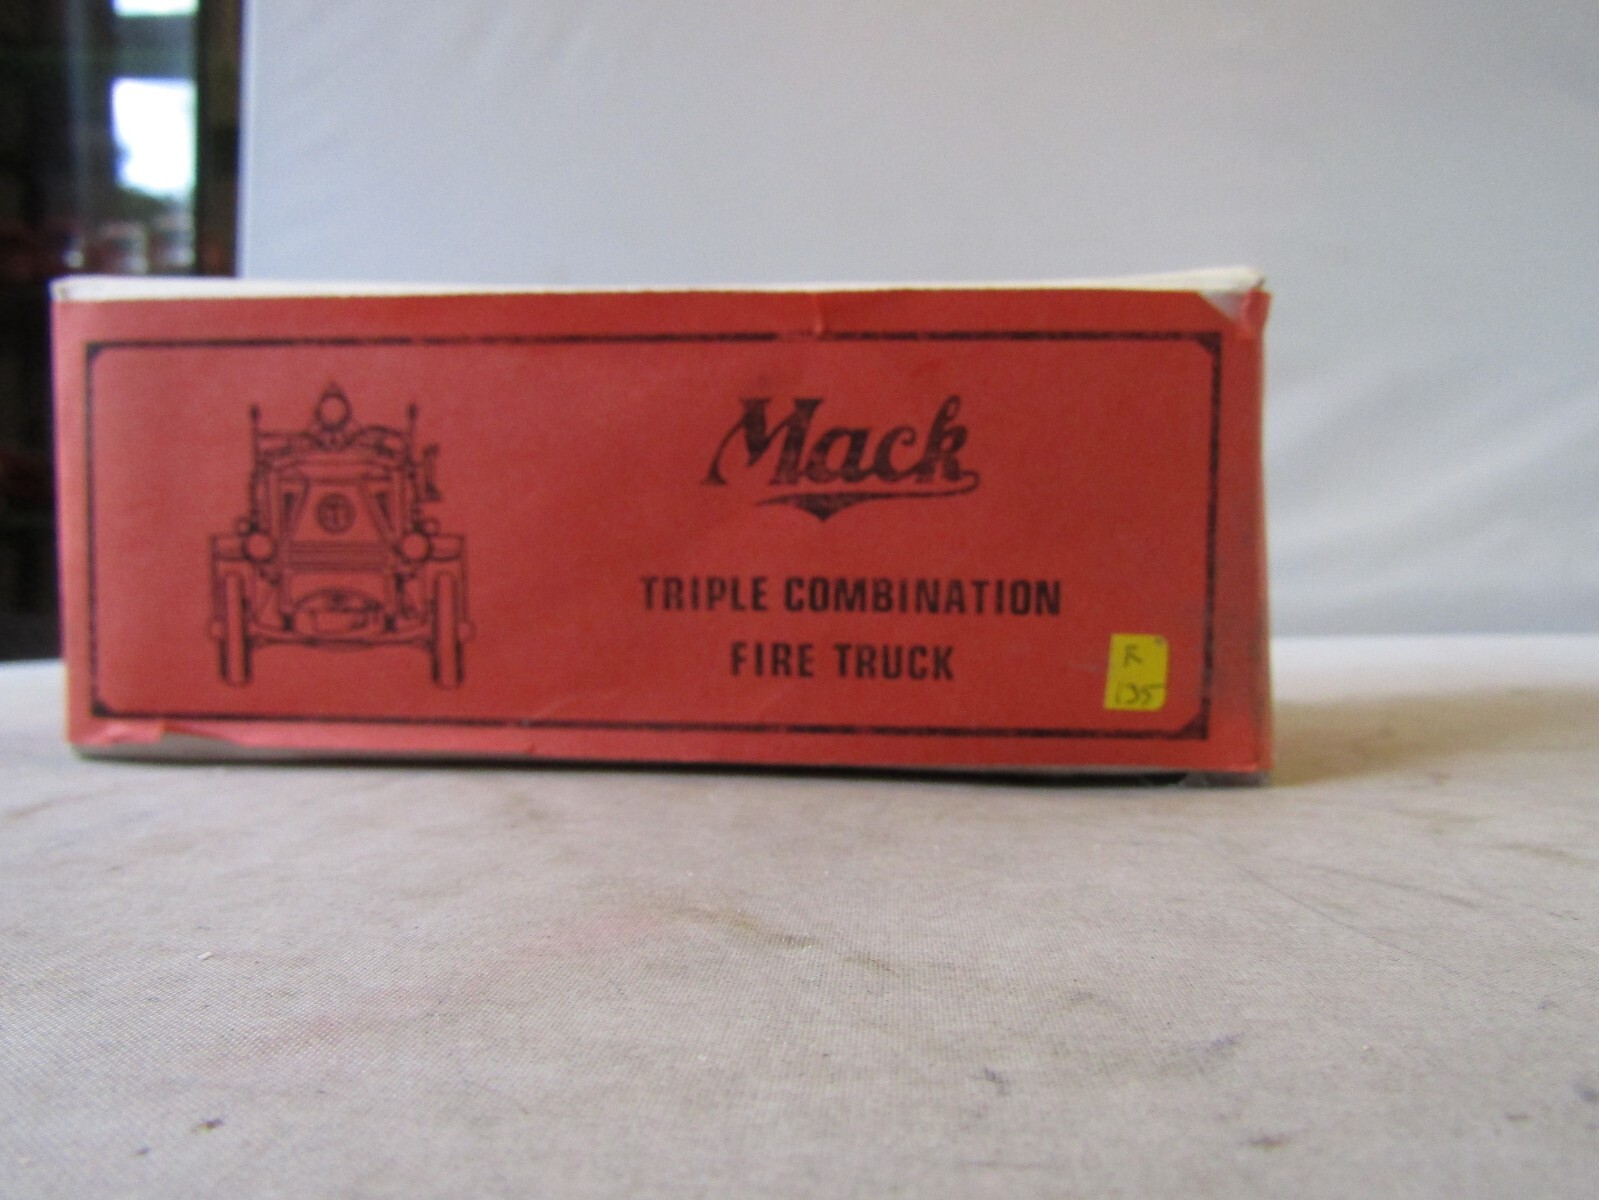 Mack
TRIPLE COMBINATION
FIRE TRUCK
135